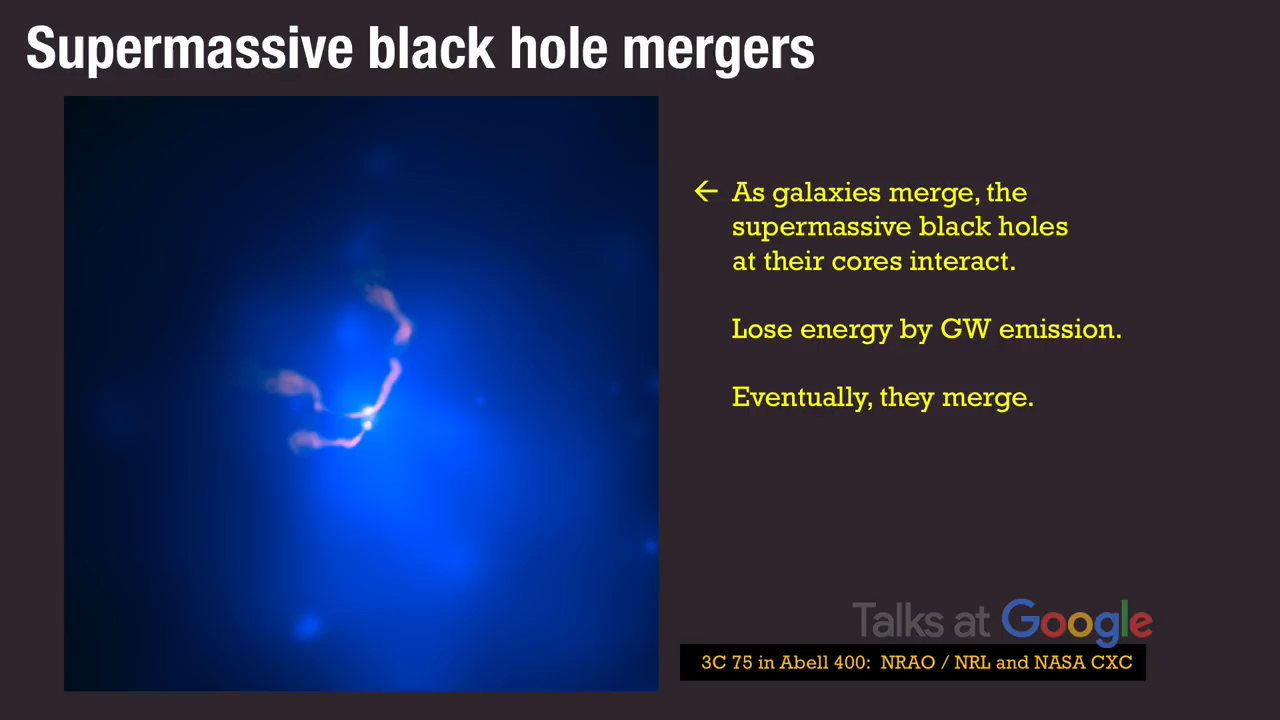 Supermassive black hole mergers
← As galaxies merge, the
supermassive black holes
at their cores interact.
Lose energy by GW emission.
Eventually, they merge.
Talks at Google
3C 75 in Abell 400: NRAO / NRL and NASA CXC